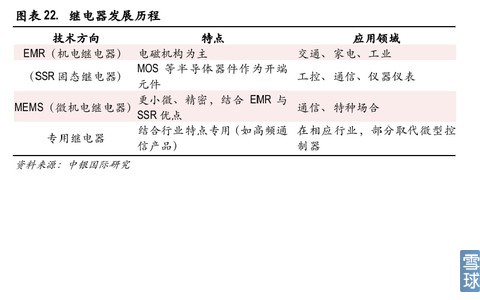 图表 22. 继电器发展历程
技术方向 特点 应用领域
EMR（机电继电器） 电磁机构为主 交通、家电、工业
（SSR 固态继电器） MOS 等半导体器件作为开端元件 工控、通信、仪器仪表
MEMS（微机电继电器） 更小微、精密，结合 EMR 与 SSR 优点 通信、特种场合
专用继电器 结合行业特点专用（如高频通信产品） 在相应行业，部分取代微型控制器
资料来源：中银国际研究
雪球